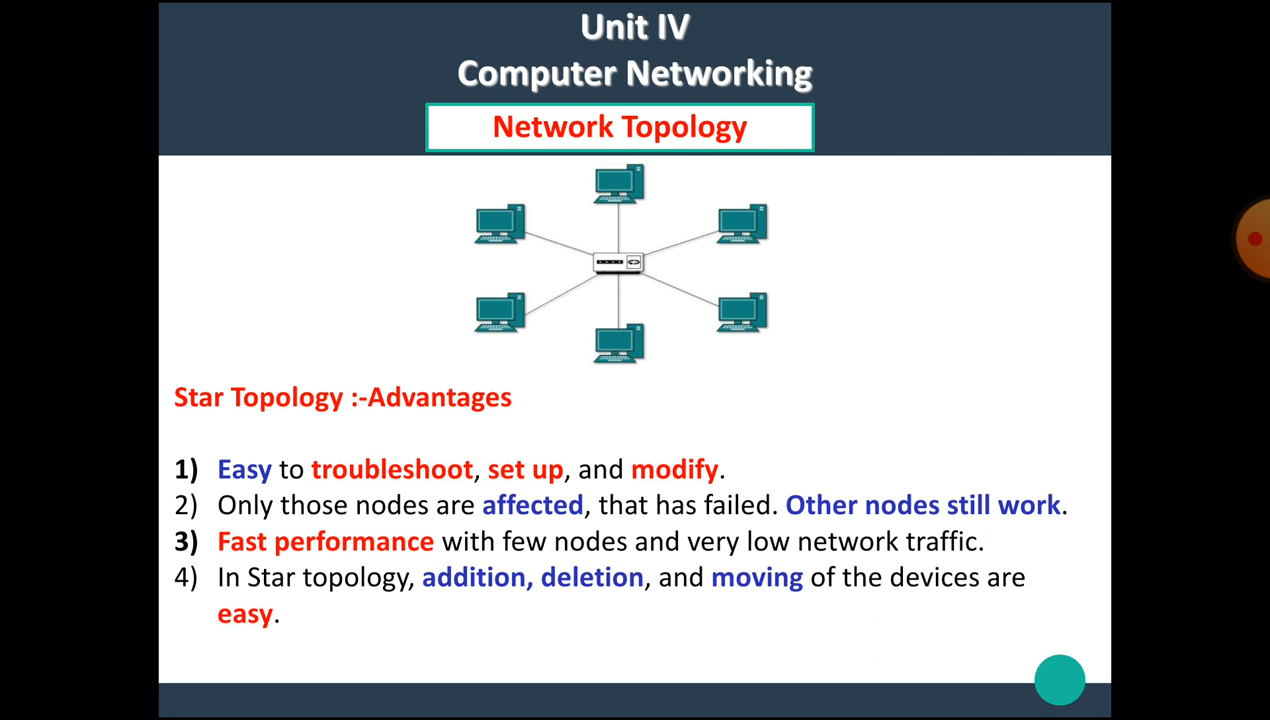 Unit IV
Computer Networking
Network Topology
Star Topology :-Advantages
1) Easy to troubleshoot, set up, and modify.
2) Only those nodes are affected, that has failed. Other nodes still work.
3) Fast performance with few nodes and very low network traffic.
4) In Star topology, addition, deletion, and moving of the devices are
easy.